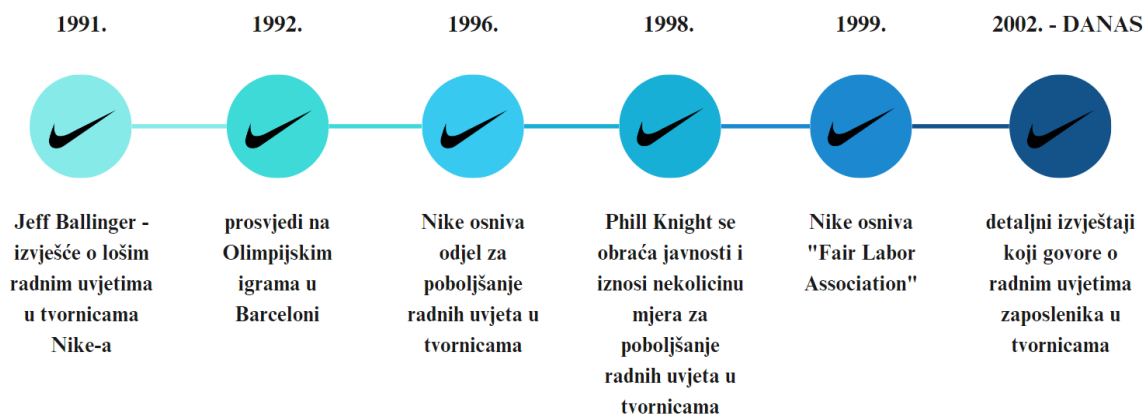 1991.
1992.
1996.
1998.
1999.
2002. - DANAS
Jeff Ballinger -
izvješće o lošim
radnim uvjetima
u tvornicama
Nike-a
prosvjedi na
Olimpijskim
igrama u
Barceloni
Nike osniva
odjel za
poboljšanje
radnih uvjeta u
tvornicama
Phill Knight se
obraća javnosti i
iznosi nekolicinu
mjera za
poboljšanje
radnih uvjeta u
tvornicama
Nike osniva
"Fair Labor
Association"
detaljni izvještaji
koji govore o
radnim uvjetima
zaposlenika u
tvornicama